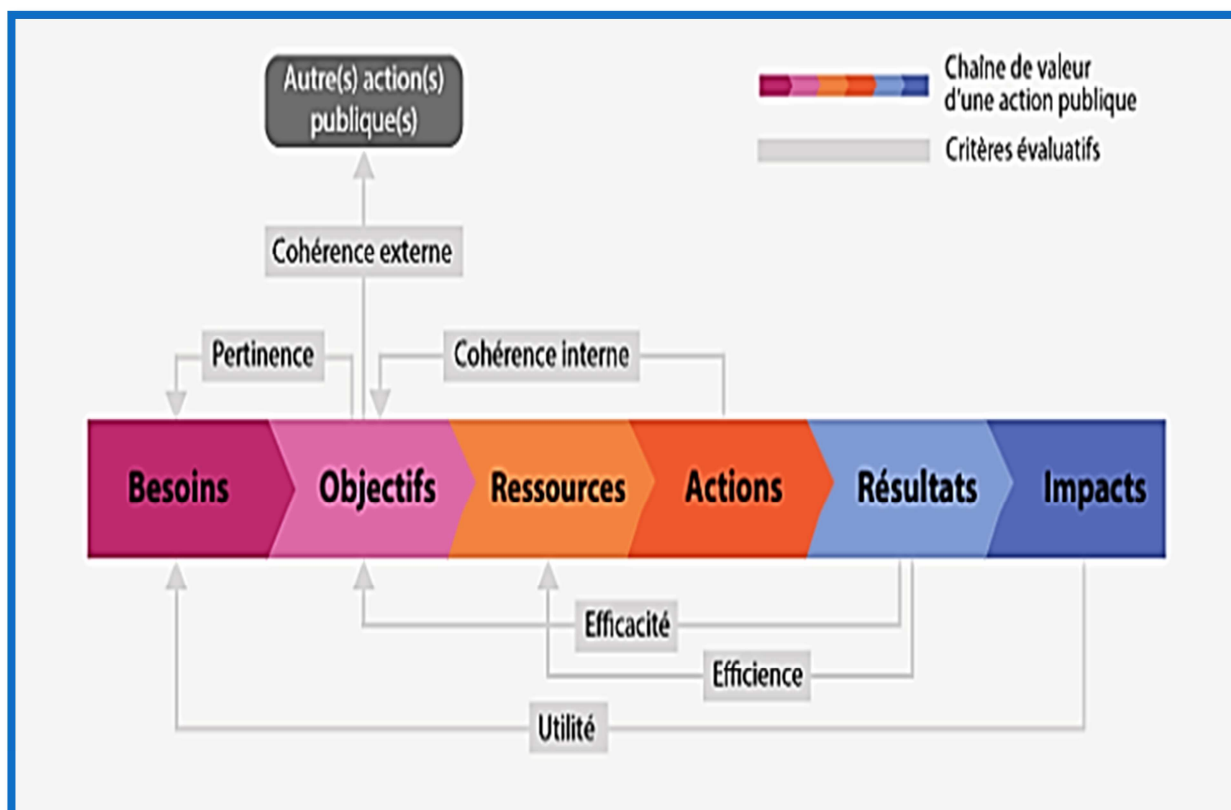 Autre(s) action(s)
publique(s)
Chaîne de valeur
d'une action publique
Critères évaluatifs
Cohérence externe
Pertinence
Cohérence interne
Besoins
Objectifs
Ressources
Actions
Résultats
Impacts
Efficacité
Efficience
Utilité